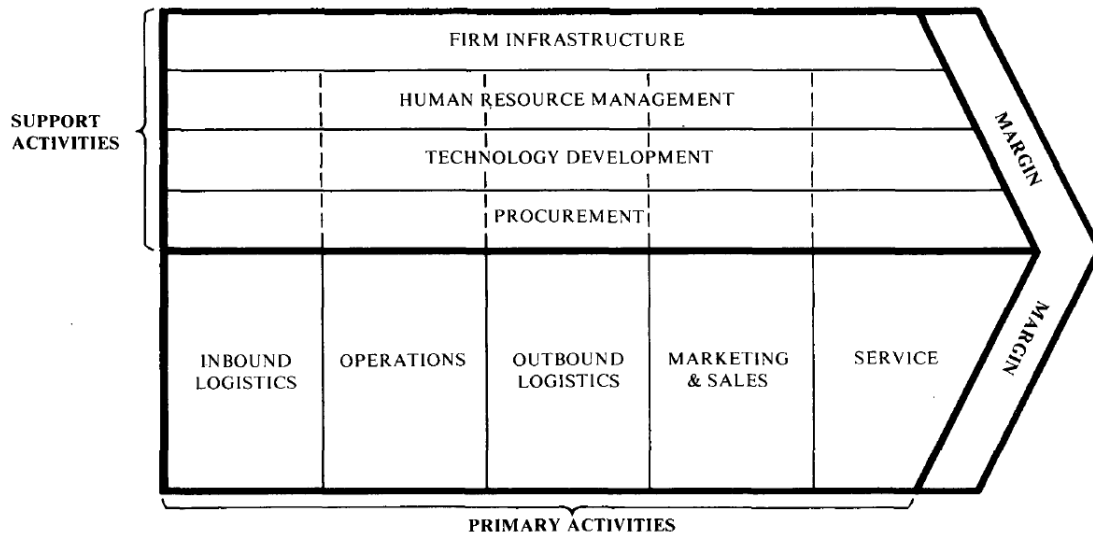 FIRM INFRASTRUCTURE
HUMAN RESOURCE MANAGEMENT
SUPPORT
ACTIVITIES
TECHNOLOGY DEVELOPMENT
PROCUREMENT
MARGIN
MARGIN
INBOUND
LOGISTICS
OPERATIONS
OUTBOUND
LOGISTICS
MARKETING
& SALES
SERVICE
PRIMARY ACTIVITIES